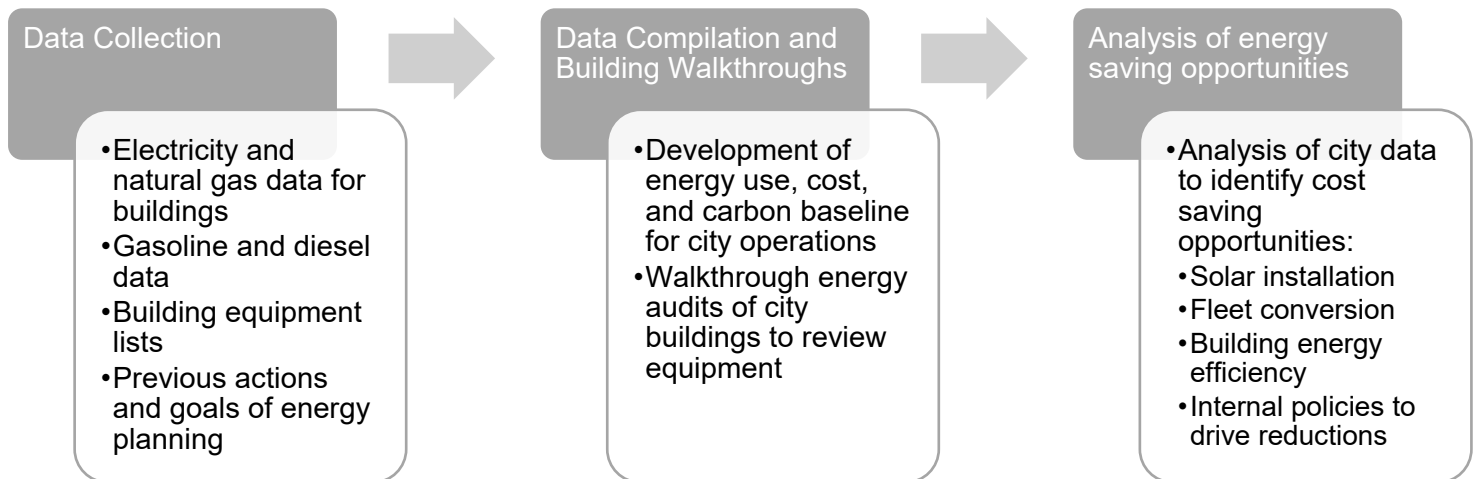 Data Collection
•Electricity and
natural gas data for
buildings
•Gasoline and diesel
data
•Building equipment
lists
•Previous actions
and goals of energy
planning
Data Compilation and
Building Walkthroughs
•Development of
energy use, cost,
and carbon baseline
for city operations
•Walkthrough energy
audits of city
buildings to review
equipment
Analysis of energy
saving opportunities
•Analysis of city data
to identify cost
saving
opportunities:
•Solar installation
•Fleet conversion
•Building energy
efficiency
•Internal policies to
drive reductions